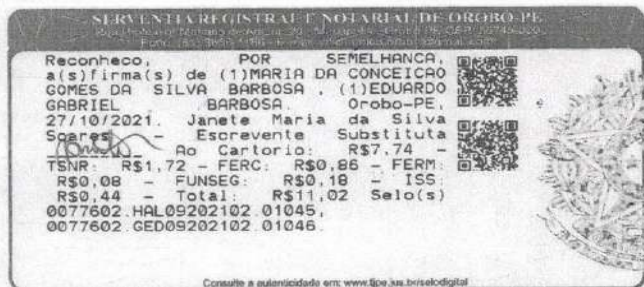 SERVENTIA REGISTRAL E NOTARIAL DE OROBO-PE
Reconheco, POR SEMELHANCA,
a(s)firma(s) de (1)MARIA DA CONCEICAO
GOMES DA SILVA BARBOSA , (1)EDUARDO
GABRIEL BARBOSA. Orobo-PE,
27/10/2021. Janete Maria da Silva
Soares - Escrevente Substituta
Ao Cartorio: R$7,74 -
TSNR: R$1,72 - FERC: R$0,86 - FERM:
R$0,08 - FUNSEG: R$0,18 - ISS:
R$0,44 - Total: R$11,02 Selo(s)
0077602.HAL09202102.01045,
0077602.GED09202102.01046.
Consulte a autenticidade em: www.tjpe.jus.br/selodigital